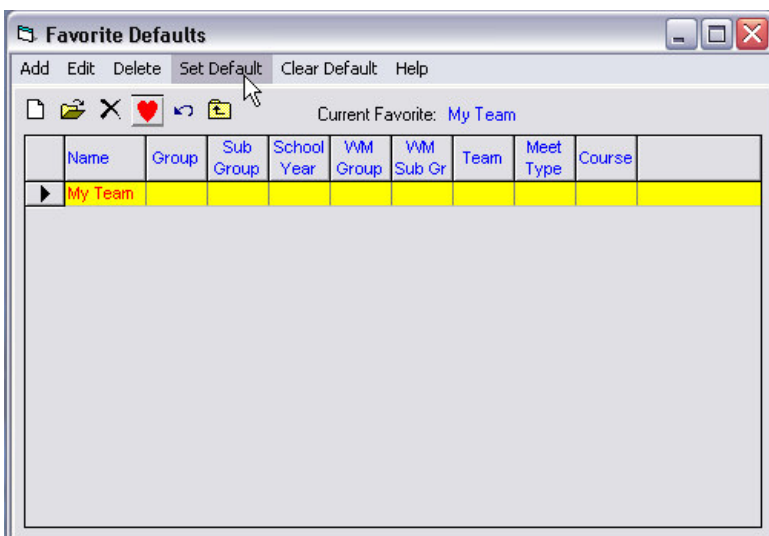 Favorite Defaults
Add Edit Delete Set Default Clear Default Help
Current Favorite: My Team
Name Group Sub Group School Year WM Group WM Sub Gr Team Meet Type Course
My Team